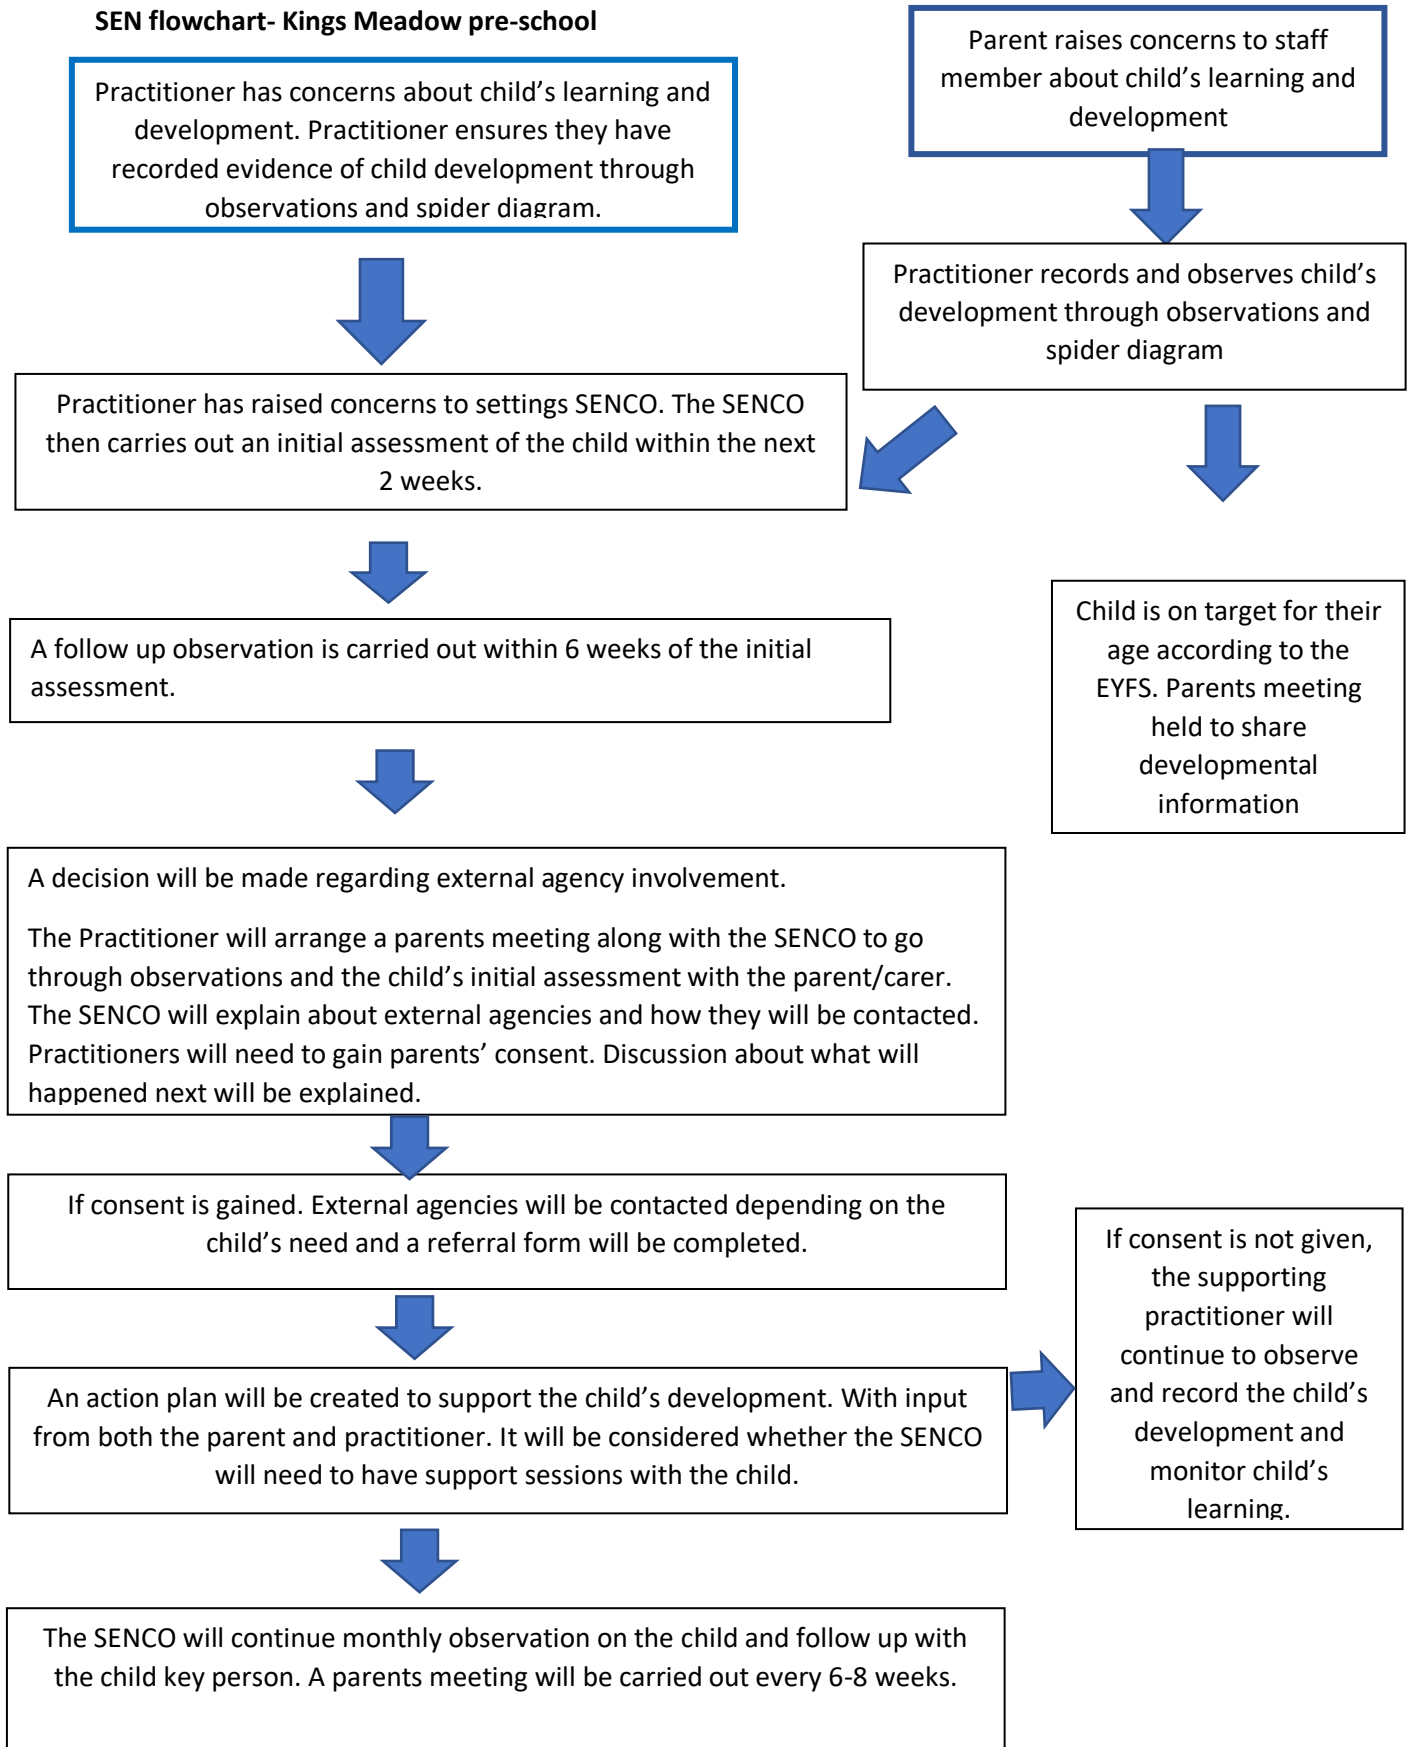 SEN flowchart- Kings Meadow pre-school
Practitioner has concerns about child’s learning and
development. Practitioner ensures they have
recorded evidence of child development through
observations and spider diagram.
Parent raises concerns to staff
member about child’s learning and
development
Practitioner records and observes child’s
development through observations and
spider diagram
Practitioner has raised concerns to settings SENCO. The SENCO
then carries out an initial assessment of the child within the next
2 weeks.
A follow up observation is carried out within 6 weeks of the initial
assessment.
Child is on target for their
age according to the
EYFS. Parents meeting
held to share
developmental
information
A decision will be made regarding external agency involvement.
The Practitioner will arrange a parents meeting along with the SENCO to go
through observations and the child’s initial assessment with the parent/carer.
The SENCO will explain about external agencies and how they will be contacted.
Practitioners will need to gain parents’ consent. Discussion about what will
happened next will be explained.
If consent is gained. External agencies will be contacted depending on the
child’s need and a referral form will be completed.
If consent is not given,
the supporting
practitioner will
continue to observe
and record the child’s
development and
monitor child’s
learning.
An action plan will be created to support the child’s development. With input
from both the parent and practitioner. It will be considered whether the SENCO
will need to have support sessions with the child.
The SENCO will continue monthly observation on the child and follow up with
the child key person. A parents meeting will be carried out every 6-8 weeks.